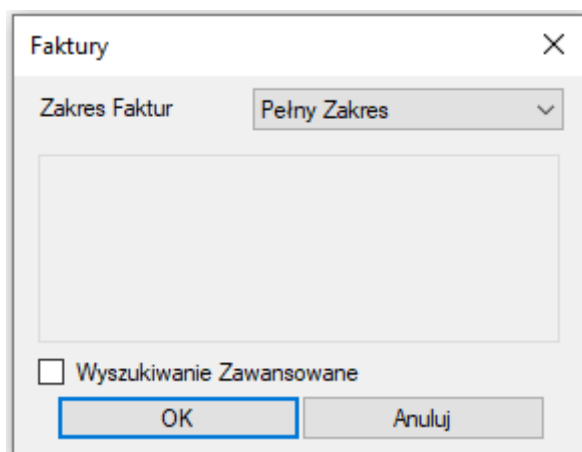 Faktury
Zakres Faktur Pełny Zakres
Wyszukiwanie Zawansowane
OK Anuluj